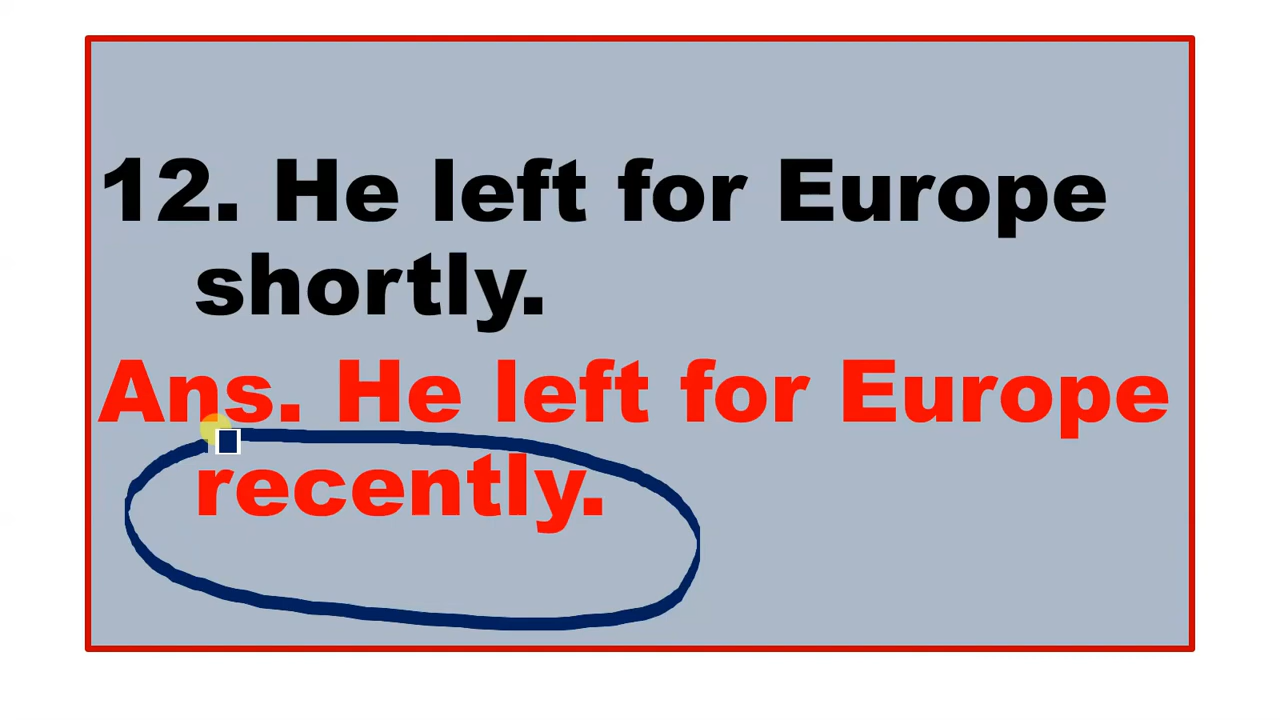 12. He left for Europe
shortly.
Ans. He left for Europe
recently.